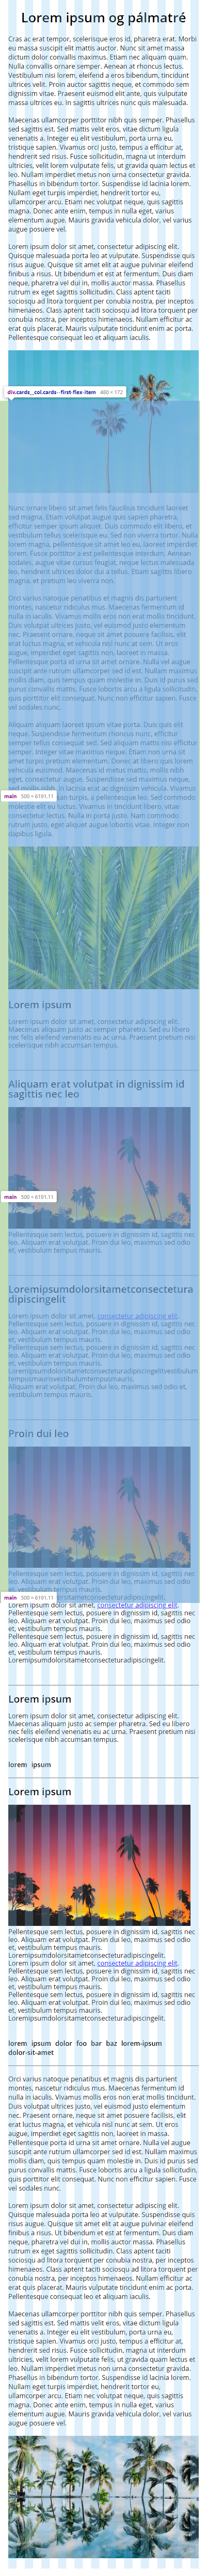 Lorem ipsum og pálmatré
Cras ac erat tempor, scelerisque eros id, pharetra erat. Morbi
eu massa suscipit elit mattis auctor. Nunc sit amet massa
dictum dolor convallis maximus. Etiam nec aliquam quam.
Nulla convallis ornare semper. Aenean at rhoncus lectus.
Vestibulum nisi lorem, eleifend a eros bibendum, tincidunt
ultrices mi. Proin auctor sagittis neque, et commodo sem
dignissim vitae. Praesent euismod elit ante, quis vulputate
massa ultrices eu. In sagittis ultrices nunc quis malesuada.
Maecenas ullamcorper porttitor nibh quis semper. Phasellus
sed sagittis est. Sed mattis velit eros, vitae dictum ligula
venenatis a. Integer eu elit vestibulum, porta urna eu,
tristique sapien. Vivamus orci justo, tempus a efficitur at,
hendrerit sed risus. Fusce sollicitudin, magna ut interdum
ultricies, velit lorem vulputate felis, ut gravida quam lectus et
leo. Nullam imperdiet metus non urna consectetur gravida.
Phasellus in bibendum tortor. Suspendisse id lacinia lorem.
Nullam eget turpis imperdiet, hendrerit tortor eu,
ullamcorper arcu. Etiam nec volutpat neque, quis sagittis
magna. Donec ante enim, tempus in nulla eget, varius
elementum augue. Mauris gravida vehicula dolor, vel varius
augue posuere vel.
Lorem ipsum dolor sit amet, consectetur adipiscing elit.
Quisque malesuada porta leo at vulputate. Suspendisse quis
risus augue. Quisque sit amet elit at augue pulvinar eleifend
finibus a risus. Ut bibendum et est at fermentum. Duis diam
neque, pharetra vel dui in, mollis auctor massa. Phasellus
rutrum ex eget sagittis sollicitudin. Class aptent taciti
sociosqu ad litora torquent per conubia nostra, per inceptos
himenaeos. Class aptent taciti sociosqu ad litora torquent per
conubia nostra, per inceptos himenaeos. Nullam efficitur ac
erat quis placerat. Mauris vulputate tincidunt enim ac porta.
Pellentesque consequat leo et aliquam iaculis.
div.cards__col.cards--first-flex-item 460 × 172
Nunc ornare libero sit amet felis faucibus tincidunt laoreet
sed magna. Etiam volutpat augue quis sapien pharetra,
efficitur semper ipsum aliquet. Duis commodo elit libero, et
vestibulum tellus scelerisque eu. Sed non viverra tortor. Nulla
lorem magna, pellentesque sit amet leo eu, laoreet imperdiet
lorem. Fusce porttitor a est pellentesque interdum. Aenean
sodales, augue vitae cursus feugiat, neque lectus malesuada
leo, hendrerit ultrices dolor dui a tellus. Etiam sagittis libero
magna, et pretium leo viverra non.
Orci varius natoque penatibus et magnis dis parturient
montes, nascetur ridiculus mus. Maecenas fermentum id
nulla in iaculis. Vivamus mollis eros non erat mollis tincidunt.
Duis volutpat ultrices justo, vel euismod justo elementum
nec. Praesent ornare, neque sit amet posuere facilisis, elit
erat luctus magna, et vehicula nisl nunc at sem. Ut eros
augue, imperdiet eget sagittis non, laoreet in massa.
Pellentesque porta id urna sit amet ornare. Nulla vel augue
suscipit ante rutrum ullamcorper sed id est. Nullam maximus
mollis diam, quis tempus quam molestie in. Duis id purus sed
purus convallis mattis. Fusce lobortis arcu a ligula sollicitudin,
quis porttitor elit consequat. Nunc non efficitur sapien. Fusce
vel sodales nunc.
Aliquam aliquam laoreet ipsum vitae porta. Duis quis elit
neque. Suspendisse fermentum rhoncus nunc, efficitur
semper tellus consequat sed. Sed aliquam mattis nisi efficitur
semper. Integer vitae maximus neque. Etiam non urna sit
amet turpis pretium elementum. Donec at libero quis lorem
vehicula euismod. Maecenas id metus mattis, mollis nibh
eget, consectetur augue. Suspendisse sed maximus neque,
main 500 × 6191.11
molestie elit eu luctus. Vivamus in tincidunt libero, vitae
consectetur lectus. Nulla in porta justo. Nam commodo
rutrum justo, eget aliquet augue lobortis vitae. Integer non
dapibus ligula.
Lorem ipsum
Lorem ipsum dolor sit amet, consectetur adipiscing elit.
Maecenas aliquam justo ac semper pharetra. Sed eu libero
nec felis eleifend venenatis eu ac urna. Praesent pretium nisi
scelerisque nibh accumsan tempus.
Aliquam erat volutpat in dignissim id
sagittis nec leo
main 500 × 6191.11
Pellentesque sem lectus, posuere in dignissim id, sagittis nec
leo. Aliquam erat volutpat. Proin dui leo, maximus sed odio
et, vestibulum tempus mauris.
Loremipsumdolorsitametconsectetura
dipiscingelit
Lorem ipsum dolor sit amet, consectetur adipiscing elit.
Pellentesque sem lectus, posuere in dignissim id, sagittis nec
leo. Aliquam erat volutpat. Proin dui leo, maximus sed odio
et, vestibulum tempus mauris.
Pellentesque sem lectus, posuere in dignissim id, sagittis nec
leo. Aliquam erat volutpat. Proin dui leo, maximus sed odio
et, vestibulum tempus mauris.
Loremipsumdolorsitametconsecteturadipiscingelitvestibulum
tempusmaurisvestibulumtempusmauris.
Aliquam erat volutpat. Proin dui leo, maximus sed odio et,
vestibulum tempus mauris.
Proin dui leo
Pellentesque sem lectus, posuere in dignissim id, sagittis nec
leo. Aliquam erat volutpat. Proin dui leo, maximus sed odio
et, vestibulum tempus mauris.
main 500 × 6191.11
Lorem ipsum dolor sit amet, consectetur adipiscing elit.
Pellentesque sem lectus, posuere in dignissim id, sagittis nec
leo. Aliquam erat volutpat. Proin dui leo, maximus sed odio
et, vestibulum tempus mauris.
Pellentesque sem lectus, posuere in dignissim id, sagittis nec
leo. Aliquam erat volutpat. Proin dui leo, maximus sed odio
et, vestibulum tempus mauris.
Loremipsumdolorsitametconsecteturadipiscingelit.
Lorem ipsum
Lorem ipsum dolor sit amet, consectetur adipiscing elit.
Maecenas aliquam justo ac semper pharetra. Sed eu libero
nec felis eleifend venenatis eu ac urna. Praesent pretium nisi
scelerisque nibh accumsan tempus.
lorem ipsum
Lorem ipsum
Pellentesque sem lectus, posuere in dignissim id, sagittis nec
leo. Aliquam erat volutpat. Proin dui leo, maximus sed odio
et, vestibulum tempus mauris.
Loremipsumdolorsitametconsecteturadipiscingelit.
Lorem ipsum dolor sit amet, consectetur adipiscing elit.
Pellentesque sem lectus, posuere in dignissim id, sagittis nec
leo. Aliquam erat volutpat. Proin dui leo, maximus sed odio
et, vestibulum tempus mauris.
Pellentesque sem lectus, posuere in dignissim id, sagittis nec
leo. Aliquam erat volutpat. Proin dui leo, maximus sed odio
et, vestibulum tempus mauris.
Loremipsumdolorsitametconsecteturadipiscingelit.
lorem ipsum dolor foo bar baz lorem-ipsum
dolor-sit-amet
Orci varius natoque penatibus et magnis dis parturient
montes, nascetur ridiculus mus. Maecenas fermentum id
nulla in iaculis. Vivamus mollis eros non erat mollis tincidunt.
Duis volutpat ultrices justo, vel euismod justo elementum
nec. Praesent ornare, neque sit amet posuere facilisis, elit
erat luctus magna, et vehicula nisl nunc at sem. Ut eros
augue, imperdiet eget sagittis non, laoreet in massa.
Pellentesque porta id urna sit amet ornare. Nulla vel augue
suscipit ante rutrum ullamcorper sed id est. Nullam maximus
mollis diam, quis tempus quam molestie in. Duis id purus sed
purus convallis mattis. Fusce lobortis arcu a ligula sollicitudin,
quis porttitor elit consequat. Nunc non efficitur sapien. Fusce
vel sodales nunc.
Lorem ipsum dolor sit amet, consectetur adipiscing elit.
Quisque malesuada porta leo at vulputate. Suspendisse quis
risus augue. Quisque sit amet elit at augue pulvinar eleifend
finibus a risus. Ut bibendum et est at fermentum. Duis diam
neque, pharetra vel dui in, mollis auctor massa. Phasellus
rutrum ex eget sagittis sollicitudin. Class aptent taciti
sociosqu ad litora torquent per conubia nostra, per inceptos
himenaeos. Class aptent taciti sociosqu ad litora torquent per
conubia nostra, per inceptos himenaeos. Nullam efficitur ac
erat quis placerat. Mauris vulputate tincidunt enim ac porta.
Pellentesque consequat leo et aliquam iaculis.
Maecenas ullamcorper porttitor nibh quis semper. Phasellus
sed sagittis est. Sed mattis velit eros, vitae dictum ligula
venenatis a. Integer eu elit vestibulum, porta urna eu,
tristique sapien. Vivamus orci justo, tempus a efficitur at,
hendrerit sed risus. Fusce sollicitudin, magna ut interdum
ultricies, velit lorem vulputate felis, ut gravida quam lectus et
leo. Nullam imperdiet metus non urna consectetur gravida.
Phasellus in bibendum tortor. Suspendisse id lacinia lorem.
Nullam eget turpis imperdiet, hendrerit tortor eu,
ullamcorper arcu. Etiam nec volutpat neque, quis sagittis
magna. Donec ante enim, tempus in nulla eget, varius
elementum augue. Mauris gravida vehicula dolor, vel varius
augue posuere vel.